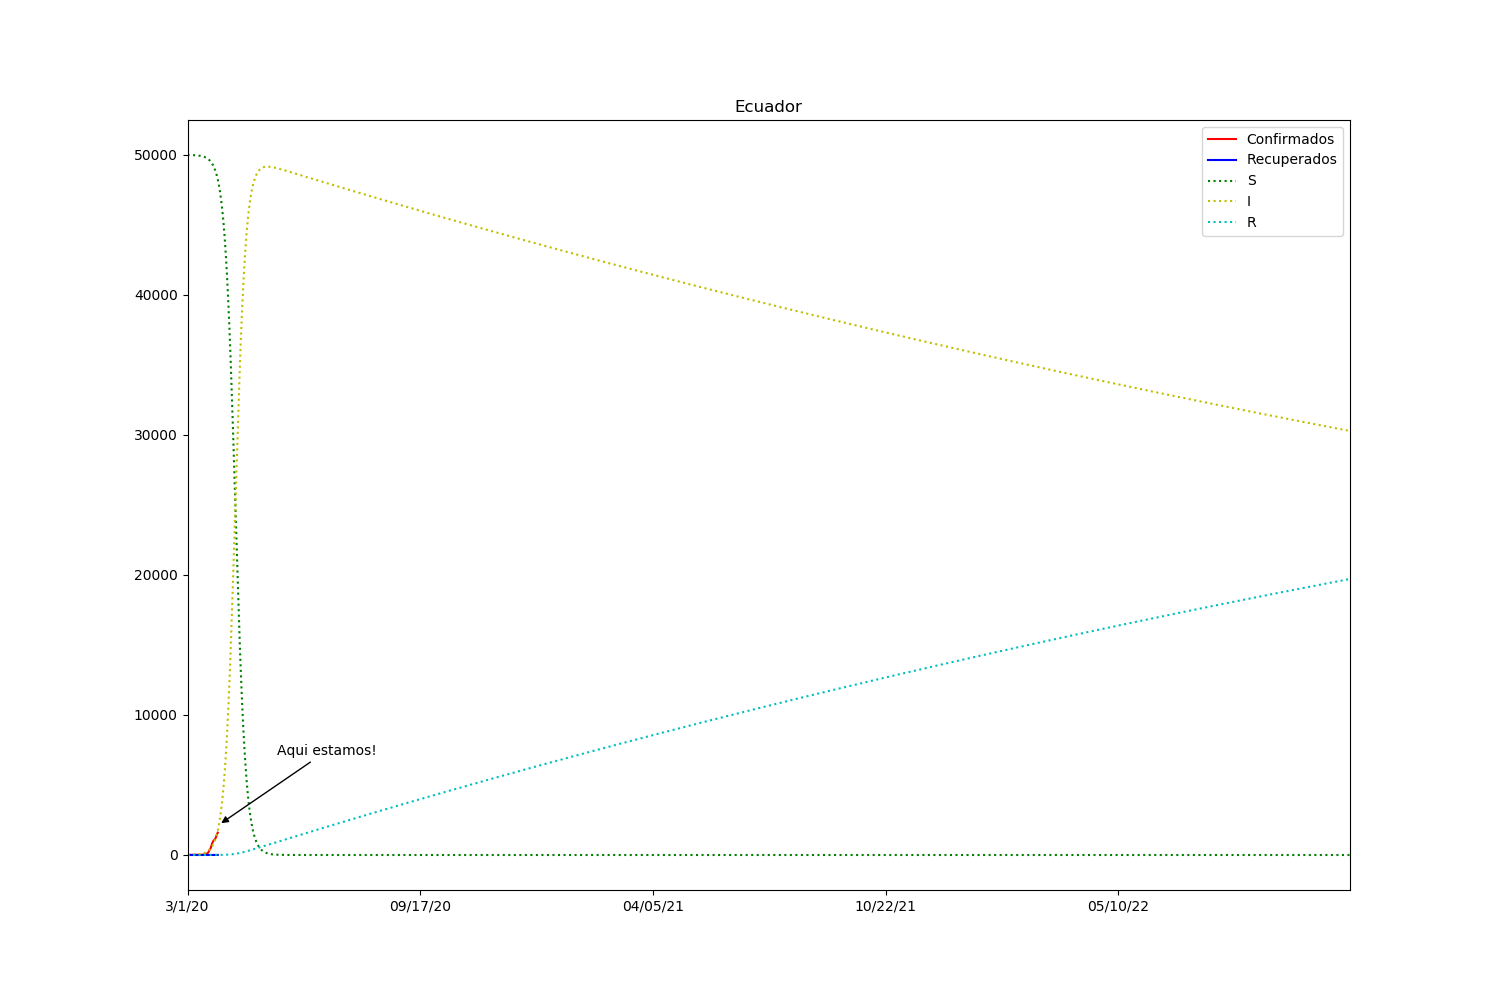 Ecuador
Confirmados
Recuperados
S
I
R
50000
40000
30000
20000
10000
0
Aqui estamos!
3/1/20
09/17/20
04/05/21
10/22/21
05/10/22